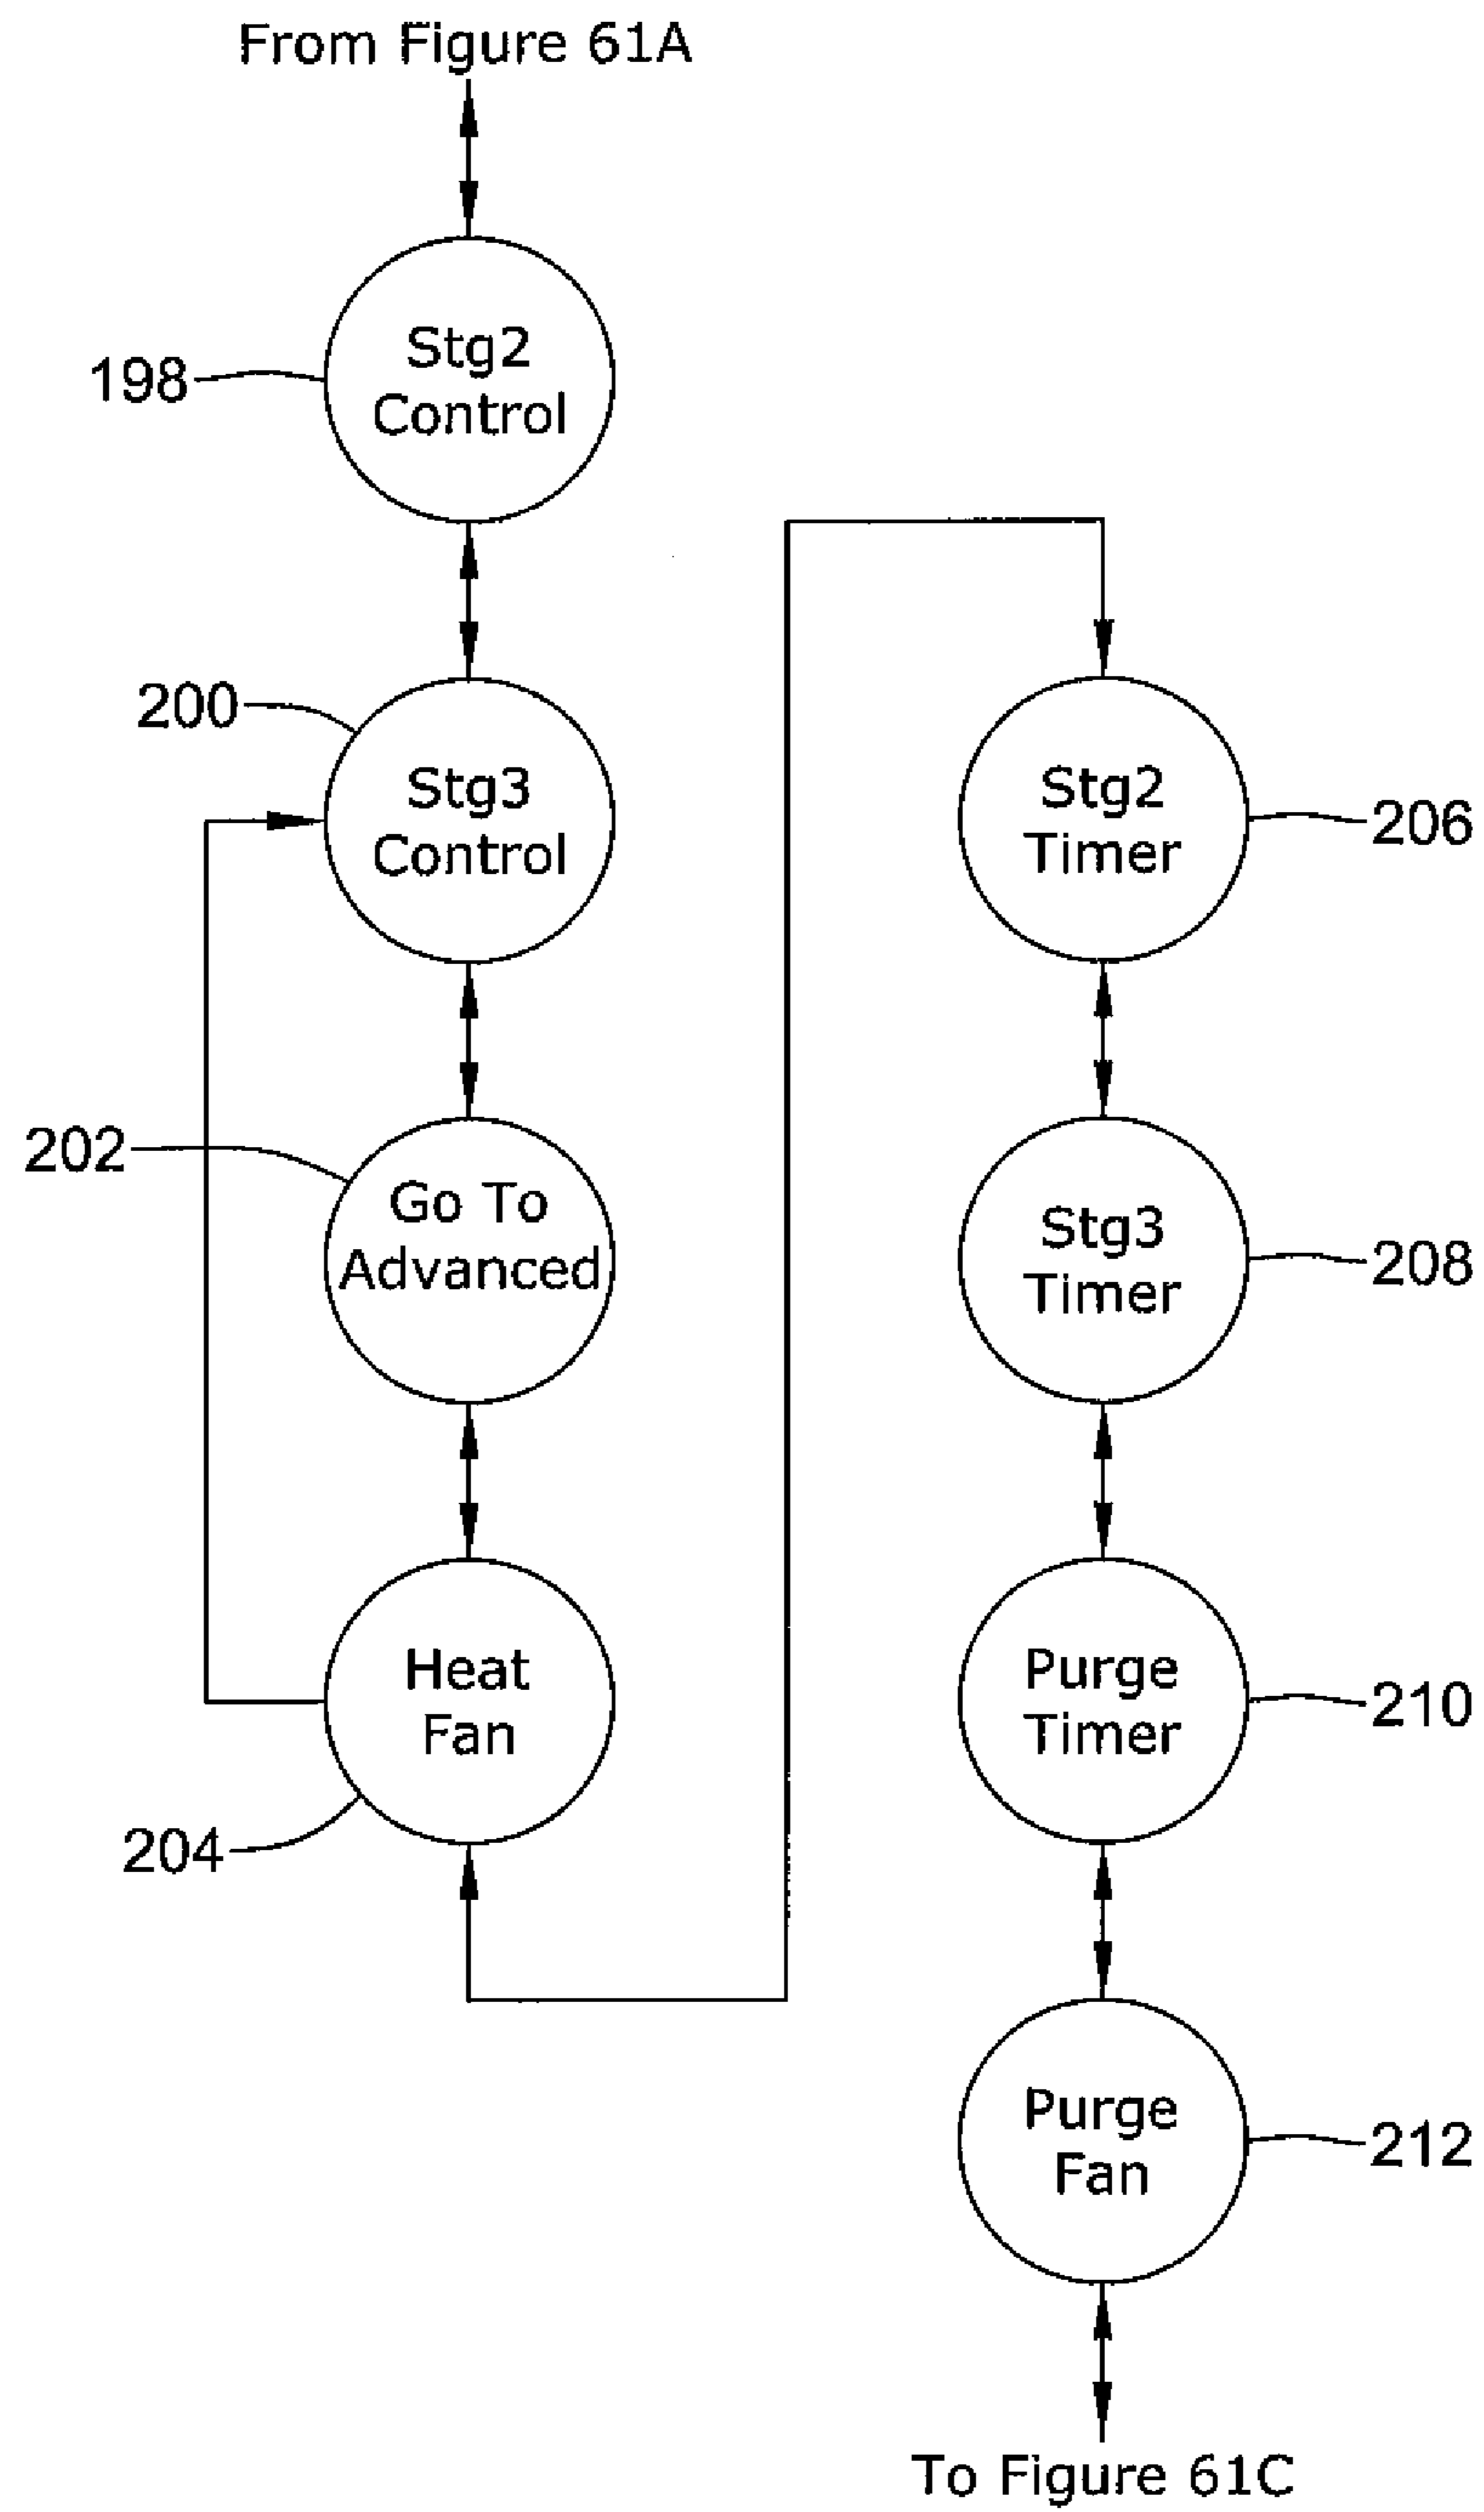 From Figure 61A
Stg2
Control
198
200
Stg3
Control
202
Go To
Advanced
Heat
Fan
204
Stg2
Timer
206
Stg3
Timer
208
Purge
Timer
210
Purge
Fan
212
To Figure 61C